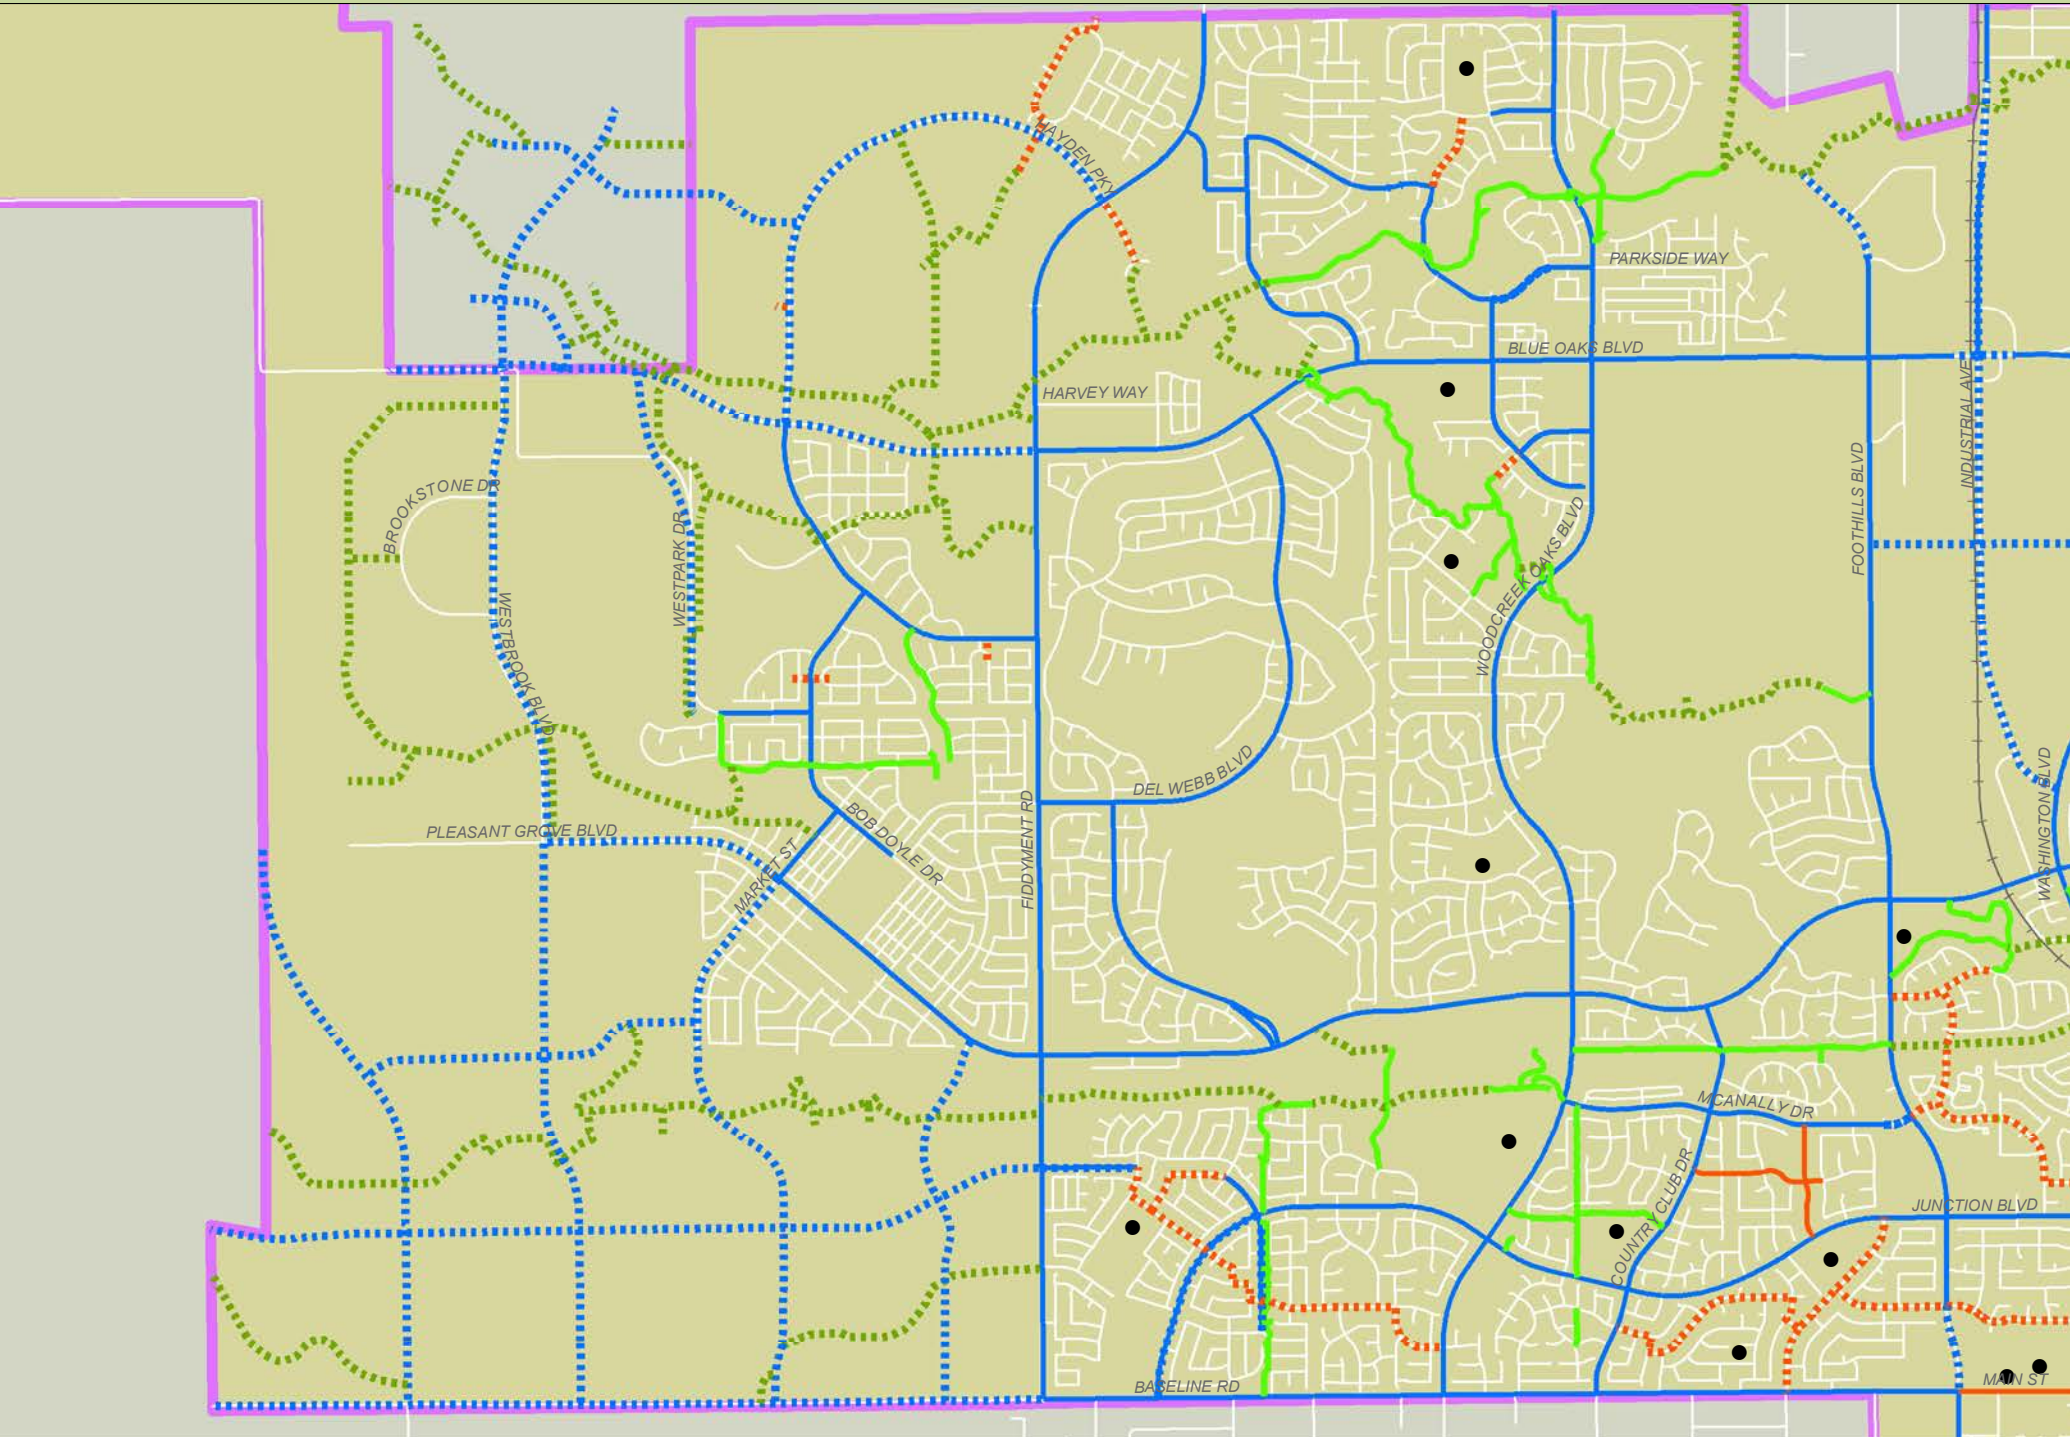 HAYDEN PKY
PARKSIDE WAY
BLUE OAKS BLVD
HARVEY WAY
INDUSTRIAL AVE
BROOKSTONE DR
FOOTHILLS BLVD
WESTPARK DR
WOODCREEK OAKS BLVD
WESTBROOK BLVD
DEL WEBB BLVD
WASHINGTON BLVD
PLEASANT GROVE BLVD
BOB DOYLE DR
MARKET ST
FIDDYMENT RD
MCANALLY DR
COUNTRY CLUB DR
JUNCTION BLVD
BASELINE RD
MAIN ST